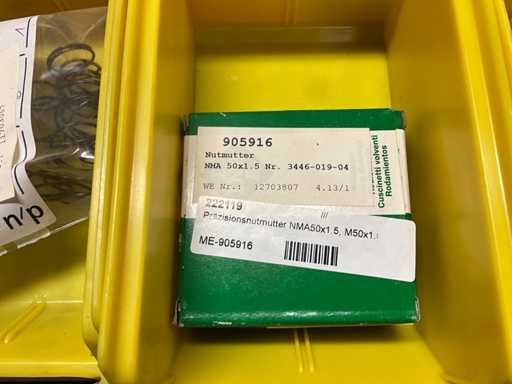 905916
Nutmutter
NMA 50x1.5 Nr. 3446-019-04
WE Nr.: 12703807 4.13/1
222119 ///
Präzisionsnutmutter NMA50x1.5, M50x1.
ME-905916
Cuscinetti volventi
Rodamientos
n/p